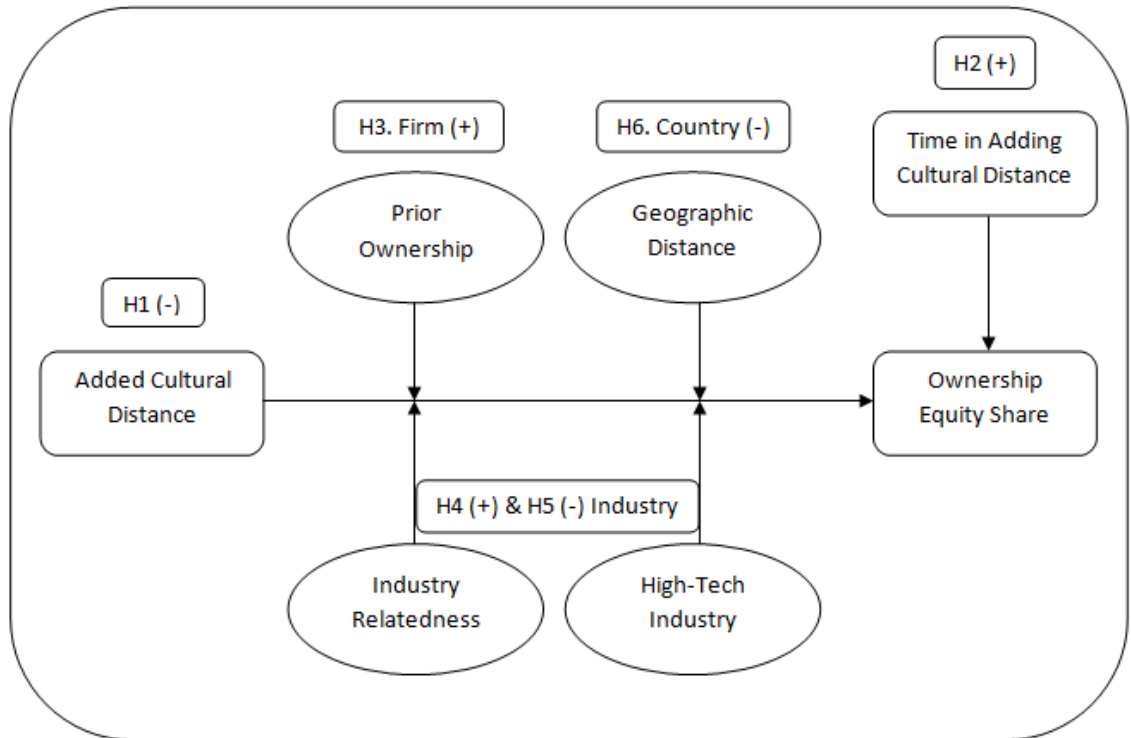 H2 (+)
H3. Firm (+)
H6. Country (-)
Time in Adding
Cultural Distance
Prior
Ownership
Geographic
Distance
H1 (-)
Added Cultural
Distance
Ownership
Equity Share
H4 (+) & H5 (-) Industry
Industry
Relatedness
High-Tech
Industry